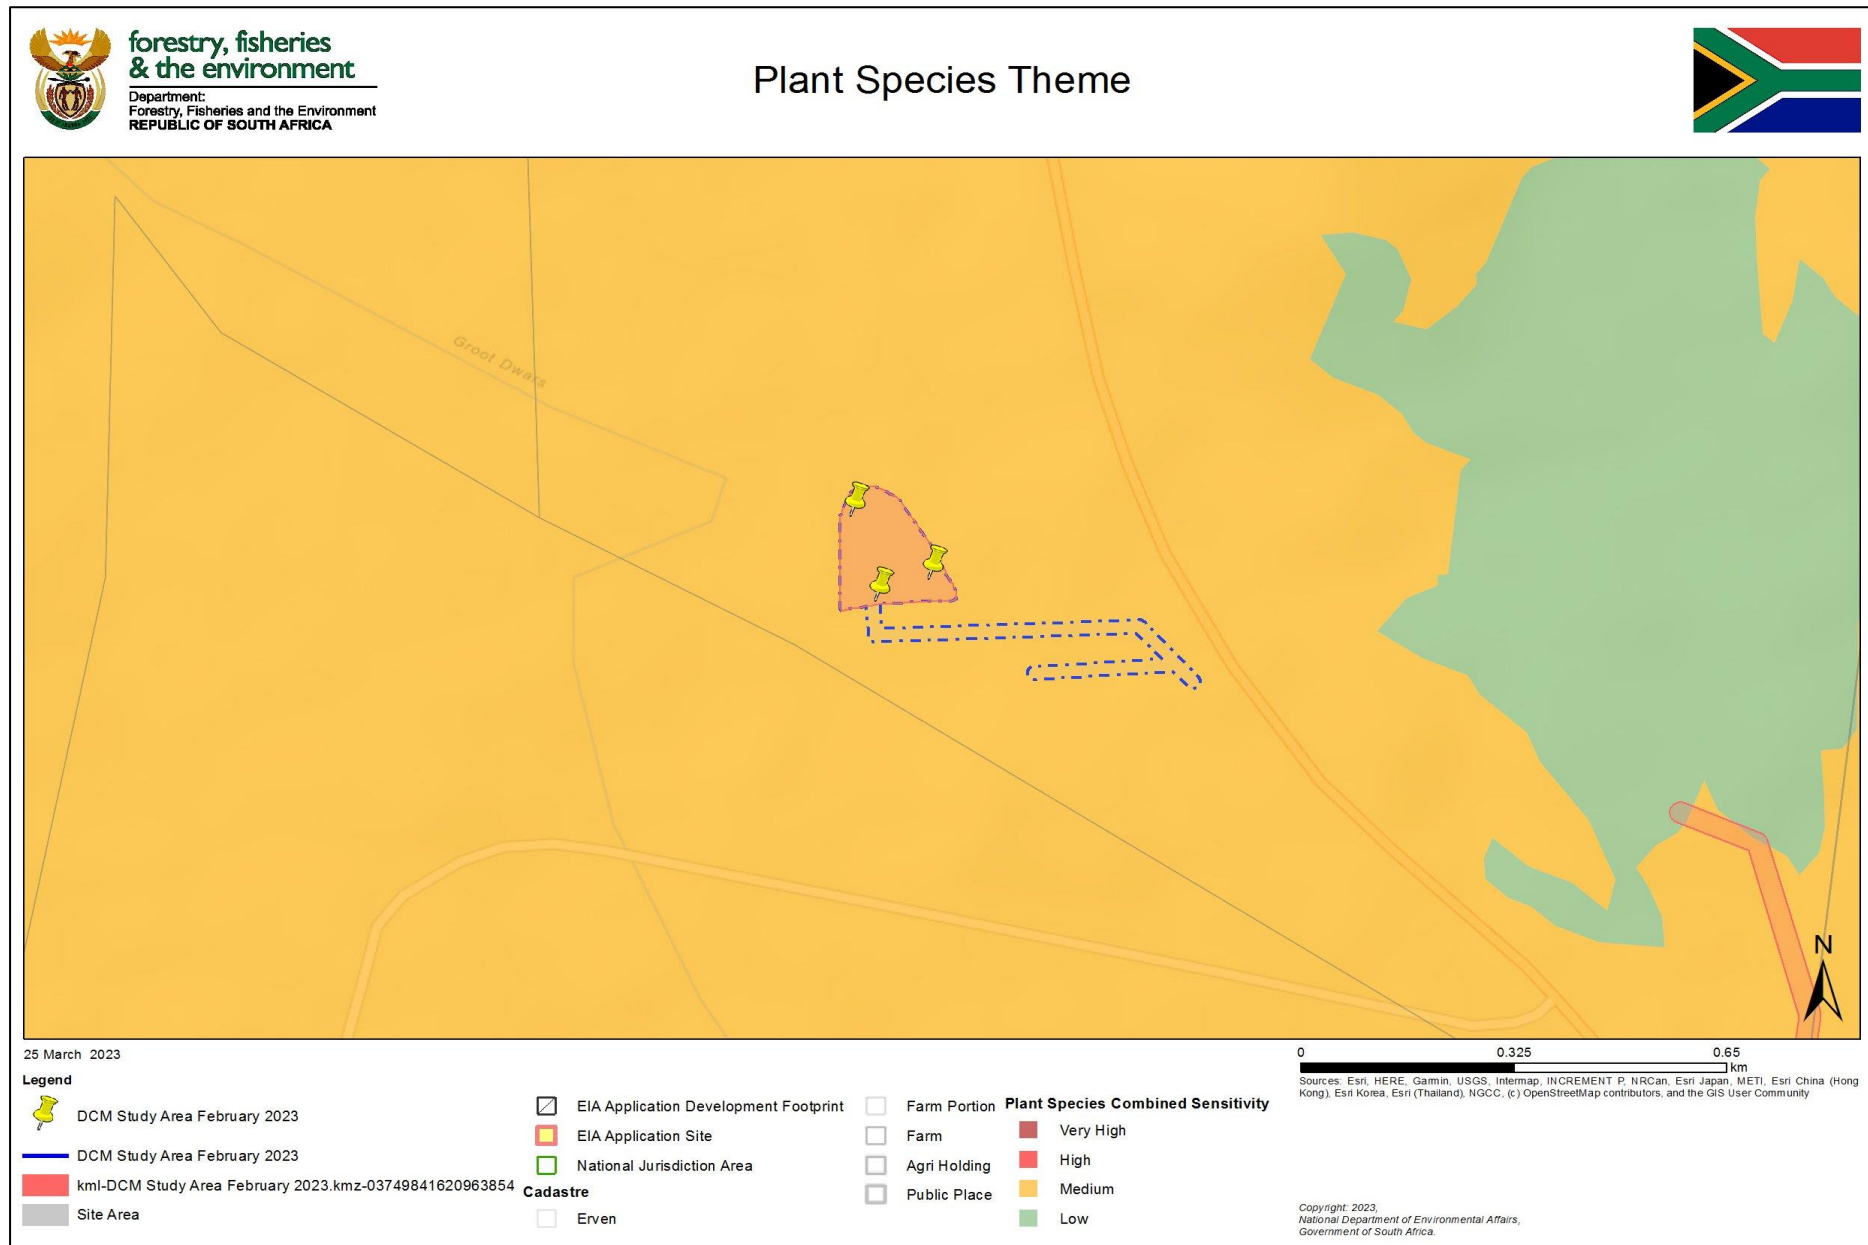 forestry, fisheries
& the environment
Department:
Forestry, Fisheries and the Environment
REPUBLIC OF SOUTH AFRICA
Plant Species Theme
Groot Dwars
N
25 March 2023
0 0.325 0.65
km
Sources: Esri, HERE, Garmin, USGS, Intermap, INCREMENT P, NRCan, Esri Japan, METI, Esri China (Hong
Kong), Esri Korea, Esri (Thailand), NGCC, (c) OpenStreetMap contributors, and the GIS User Community
Legend
DCM Study Area February 2023
DCM Study Area February 2023
kml-DCM Study Area February 2023.kmz-03749841620963854
Site Area
EIA Application Development Footprint
EIA Application Site
National Jurisdiction Area
Cadastre
Erven
Farm Portion
Farm
Agri Holding
Public Place
Plant Species Combined Sensitivity
Very High
High
Medium
Low
Copyright: 2023,
National Department of Environmental Affairs,
Government of South Africa.